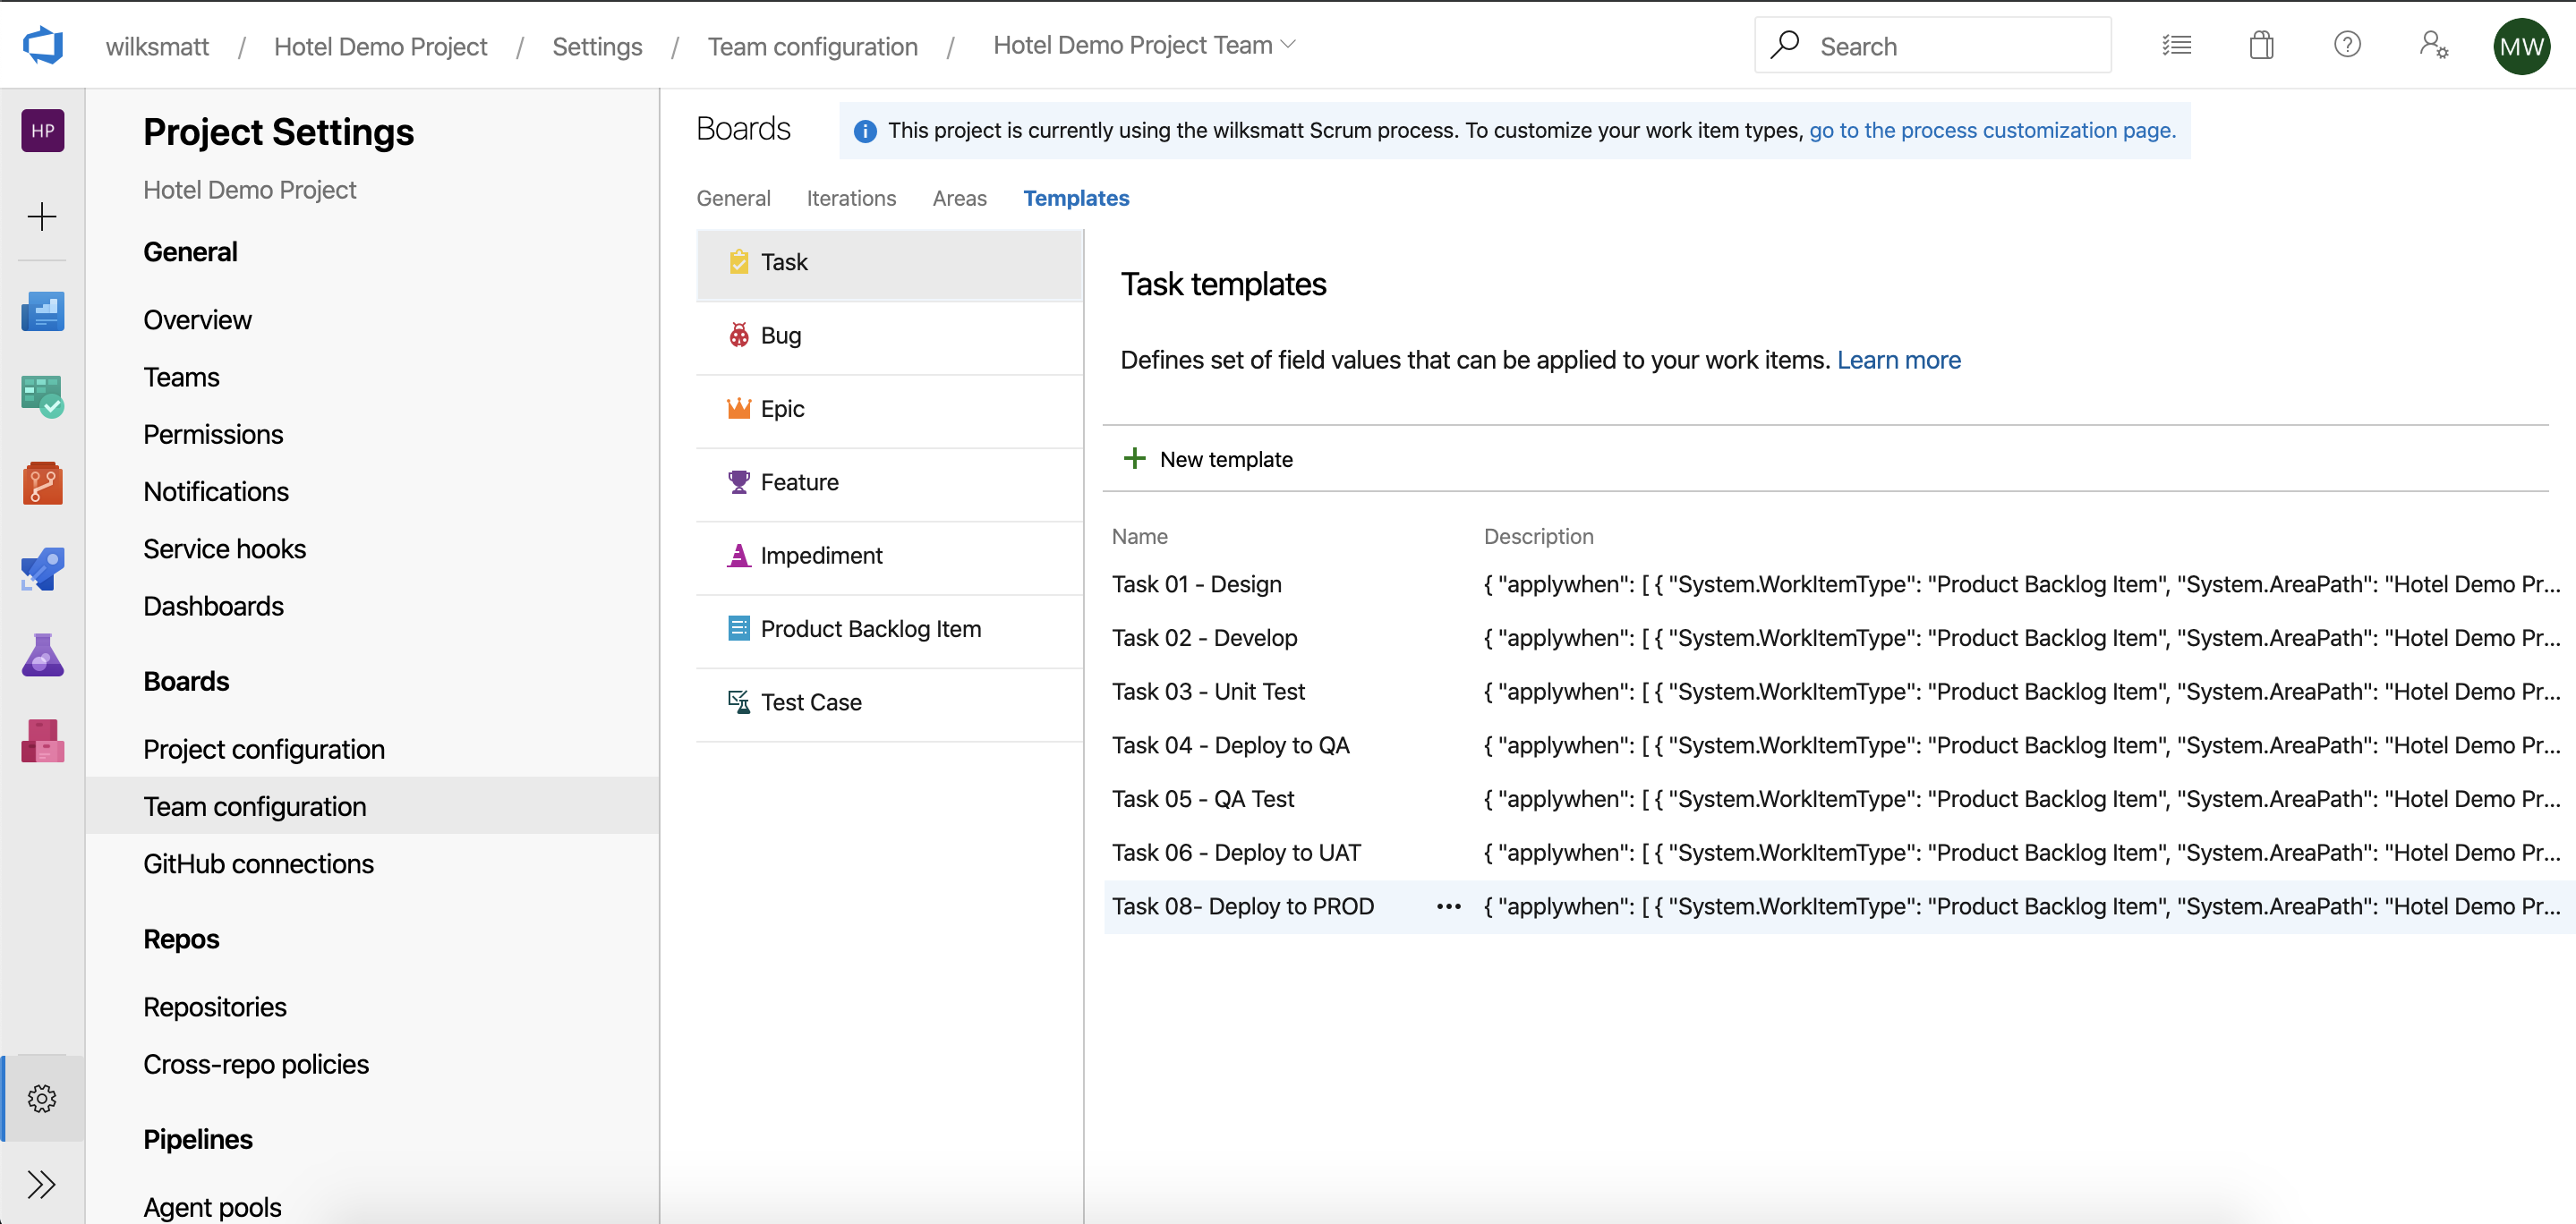 wilksmatt / Hotel Demo Project / Settings / Team configuration / Hotel Demo Project Team
Search
MW
HP
Project Settings
Hotel Demo Project
General
Overview
Teams
Permissions
Notifications
Service hooks
Dashboards
Boards
Project configuration
Team configuration
GitHub connections
Repos
Repositories
Cross-repo policies
Pipelines
Agent pools
Boards
This project is currently using the wilksmatt Scrum process. To customize your work item types, go to the process customization page.
General Iterations Areas Templates
Task
Bug
Epic
Feature
Impediment
Product Backlog Item
Test Case
Task templates
Defines set of field values that can be applied to your work items. Learn more
New template
Name Description
Task 01 - Design { "applywhen": [ { "System.WorkItemType": "Product Backlog Item", "System.AreaPath": "Hotel Demo Pr...
Task 02 - Develop { "applywhen": [ { "System.WorkItemType": "Product Backlog Item", "System.AreaPath": "Hotel Demo Pr...
Task 03 - Unit Test { "applywhen": [ { "System.WorkItemType": "Product Backlog Item", "System.AreaPath": "Hotel Demo Pr...
Task 04 - Deploy to QA { "applywhen": [ { "System.WorkItemType": "Product Backlog Item", "System.AreaPath": "Hotel Demo Pr...
Task 05 - QA Test { "applywhen": [ { "System.WorkItemType": "Product Backlog Item", "System.AreaPath": "Hotel Demo Pr...
Task 06 - Deploy to UAT { "applywhen": [ { "System.WorkItemType": "Product Backlog Item", "System.AreaPath": "Hotel Demo Pr...
Task 08- Deploy to PROD ••• { "applywhen": [ { "System.WorkItemType": "Product Backlog Item", "System.AreaPath": "Hotel Demo Pr...